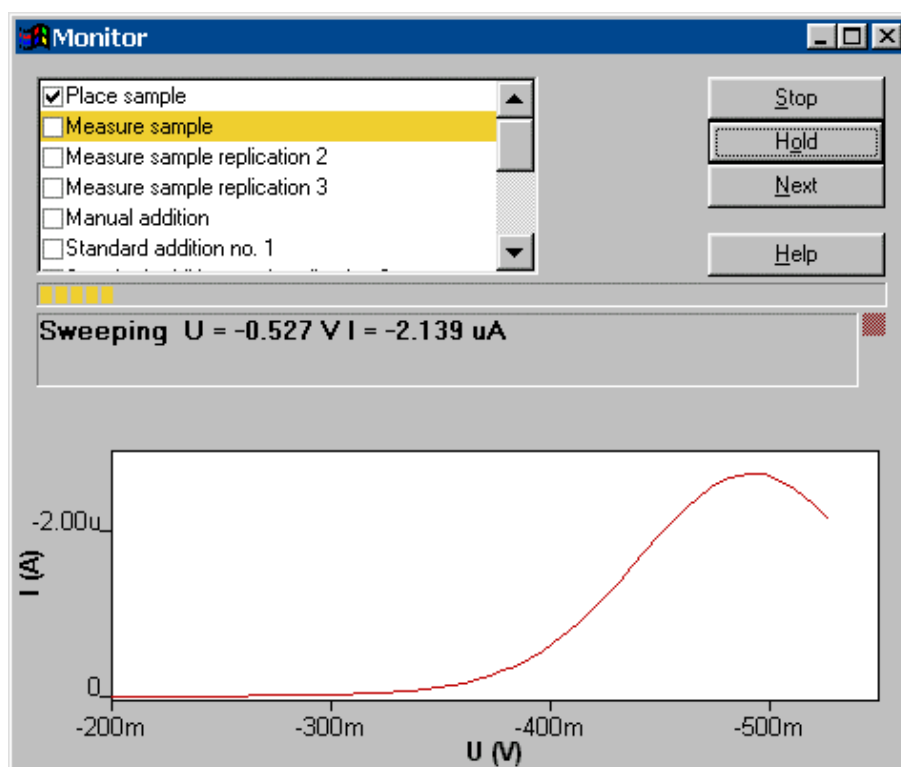 Monitor
Place sample
Measure sample
Measure sample replication 2
Measure sample replication 3
Manual addition
Standard addition no. 1
Stop
Hold
Next
Help
Sweeping U = -0.527 V I = -2.139 uA
-2.00u
I (A)
0
-200m
-300m
-400m
-500m
U (V)